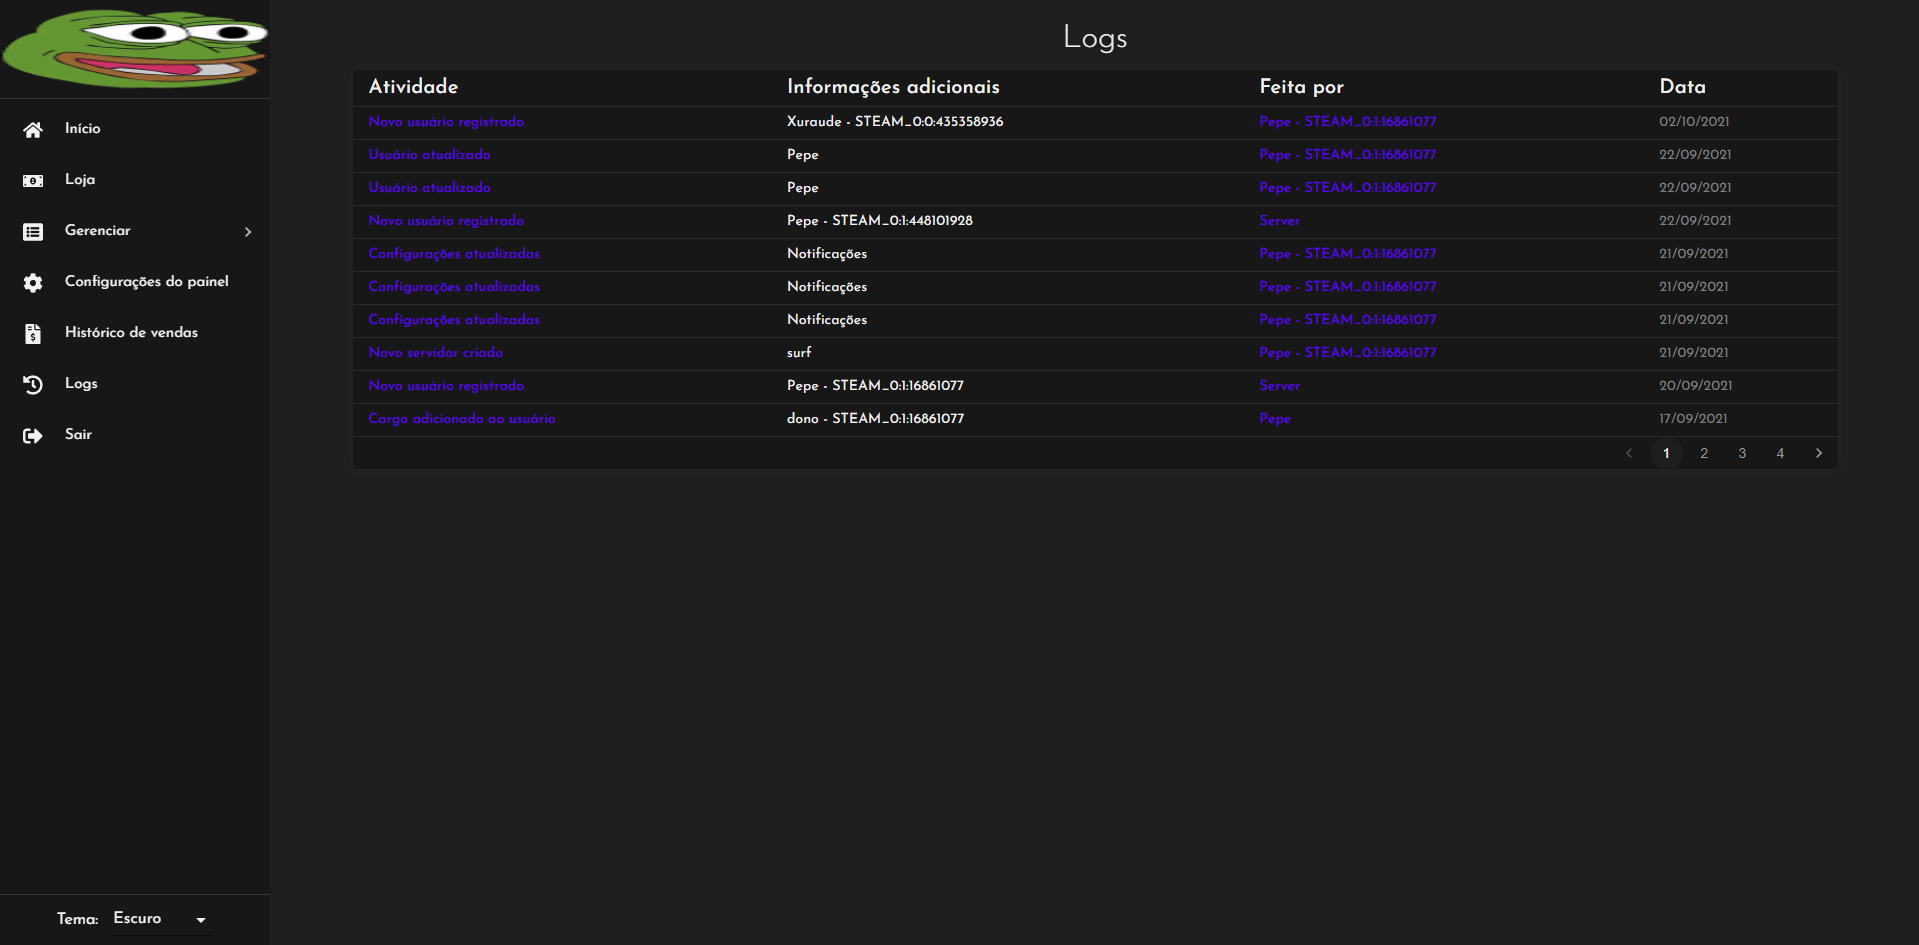 Logs
Início
Loja
Gerenciar
Configurações do painel
Histórico de vendas
Logs
Sair
Tema: Escuro
Atividade Informações adicionais Feita por Data
Novo usuário registrado Xuraude - STEAM_0:0:435358936 Pepe - STEAM_0:1:16861077 02/10/2021
Usuário atualizado Pepe Pepe - STEAM_0:1:16861077 22/09/2021
Usuário atualizado Pepe Pepe - STEAM_0:1:16861077 22/09/2021
Novo usuário registrado Pepe - STEAM_0:1:448101928 Server 22/09/2021
Configurações atualizadas Notificações Pepe - STEAM_0:1:16861077 21/09/2021
Configurações atualizadas Notificações Pepe - STEAM_0:1:16861077 21/09/2021
Configurações atualizadas Notificações Pepe - STEAM_0:1:16861077 21/09/2021
Novo servidor criado surf Pepe - STEAM_0:1:16861077 21/09/2021
Novo usuário registrado Pepe - STEAM_0:1:16861077 Server 20/09/2021
Cargo adicionado ao usuário dono - STEAM_0:1:16861077 Pepe 17/09/2021
1 2 3 4